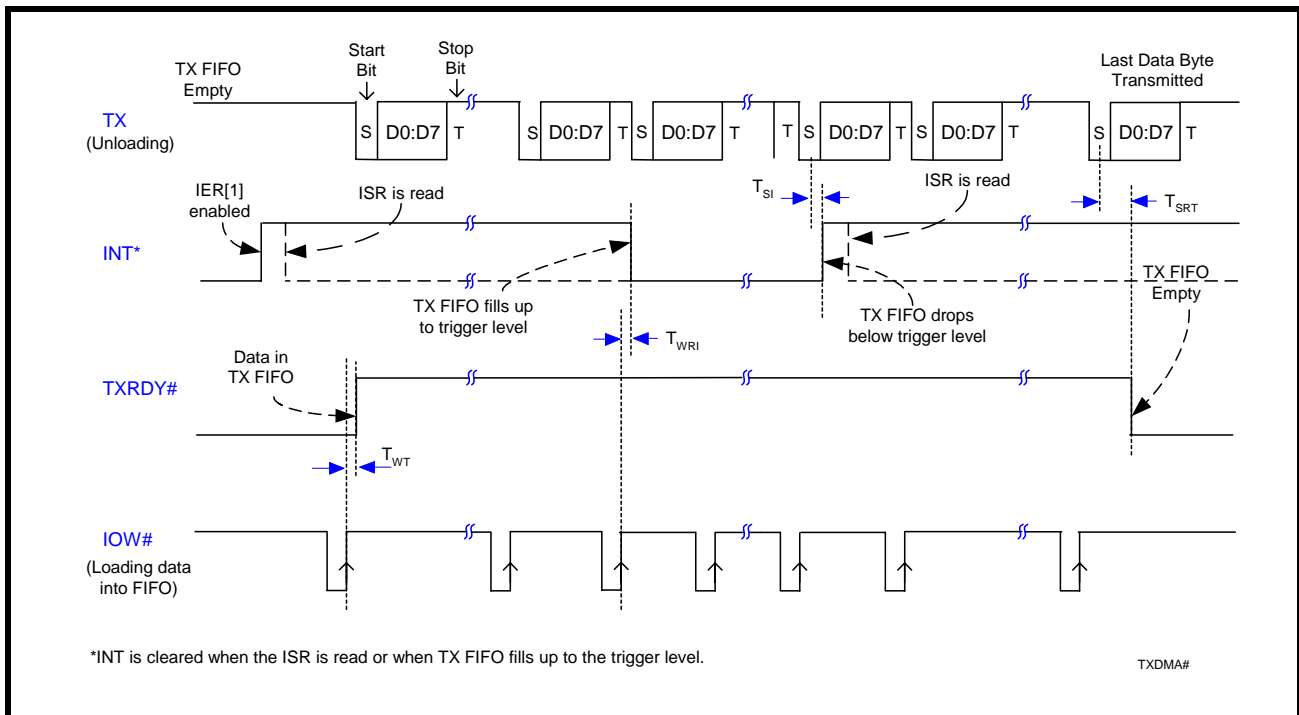 Start
Bit
Stop
Bit
TX FIFO
Empty
Last Data Byte
Transmitted
TX
(Unloading)
S D0:D7 T S D0:D7 T S D0:D7 T T S D0:D7 T S D0:D7 T S D0:D7 T
IER[1]
enabled
ISR is read
TSI
ISR is read
TSRT
INT*
TX FIFO fills up
to trigger level
TX FIFO drops
below trigger level
TX FIFO
Empty
TWRI
Data in
TX FIFO
TXRDY#
TWT
IOW#
(Loading data
into FIFO)
*INT is cleared when the ISR is read or when TX FIFO fills up to the trigger level.
TXDMA#